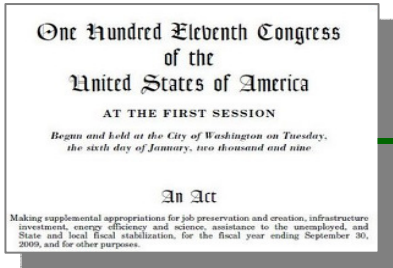 One Hundred Eleventh Congress
of the
United States of America
AT THE FIRST SESSION
Begun and held at the City of Washington on Tuesday,
the sixth day of January, two thousand and nine
An Act
Making supplemental appropriations for job preservation and creation, infrastructure
investment, energy efficiency and science, assistance to the unemployed, and
State and local fiscal stabilization, for the fiscal year ending September 30,
2009, and for other purposes.